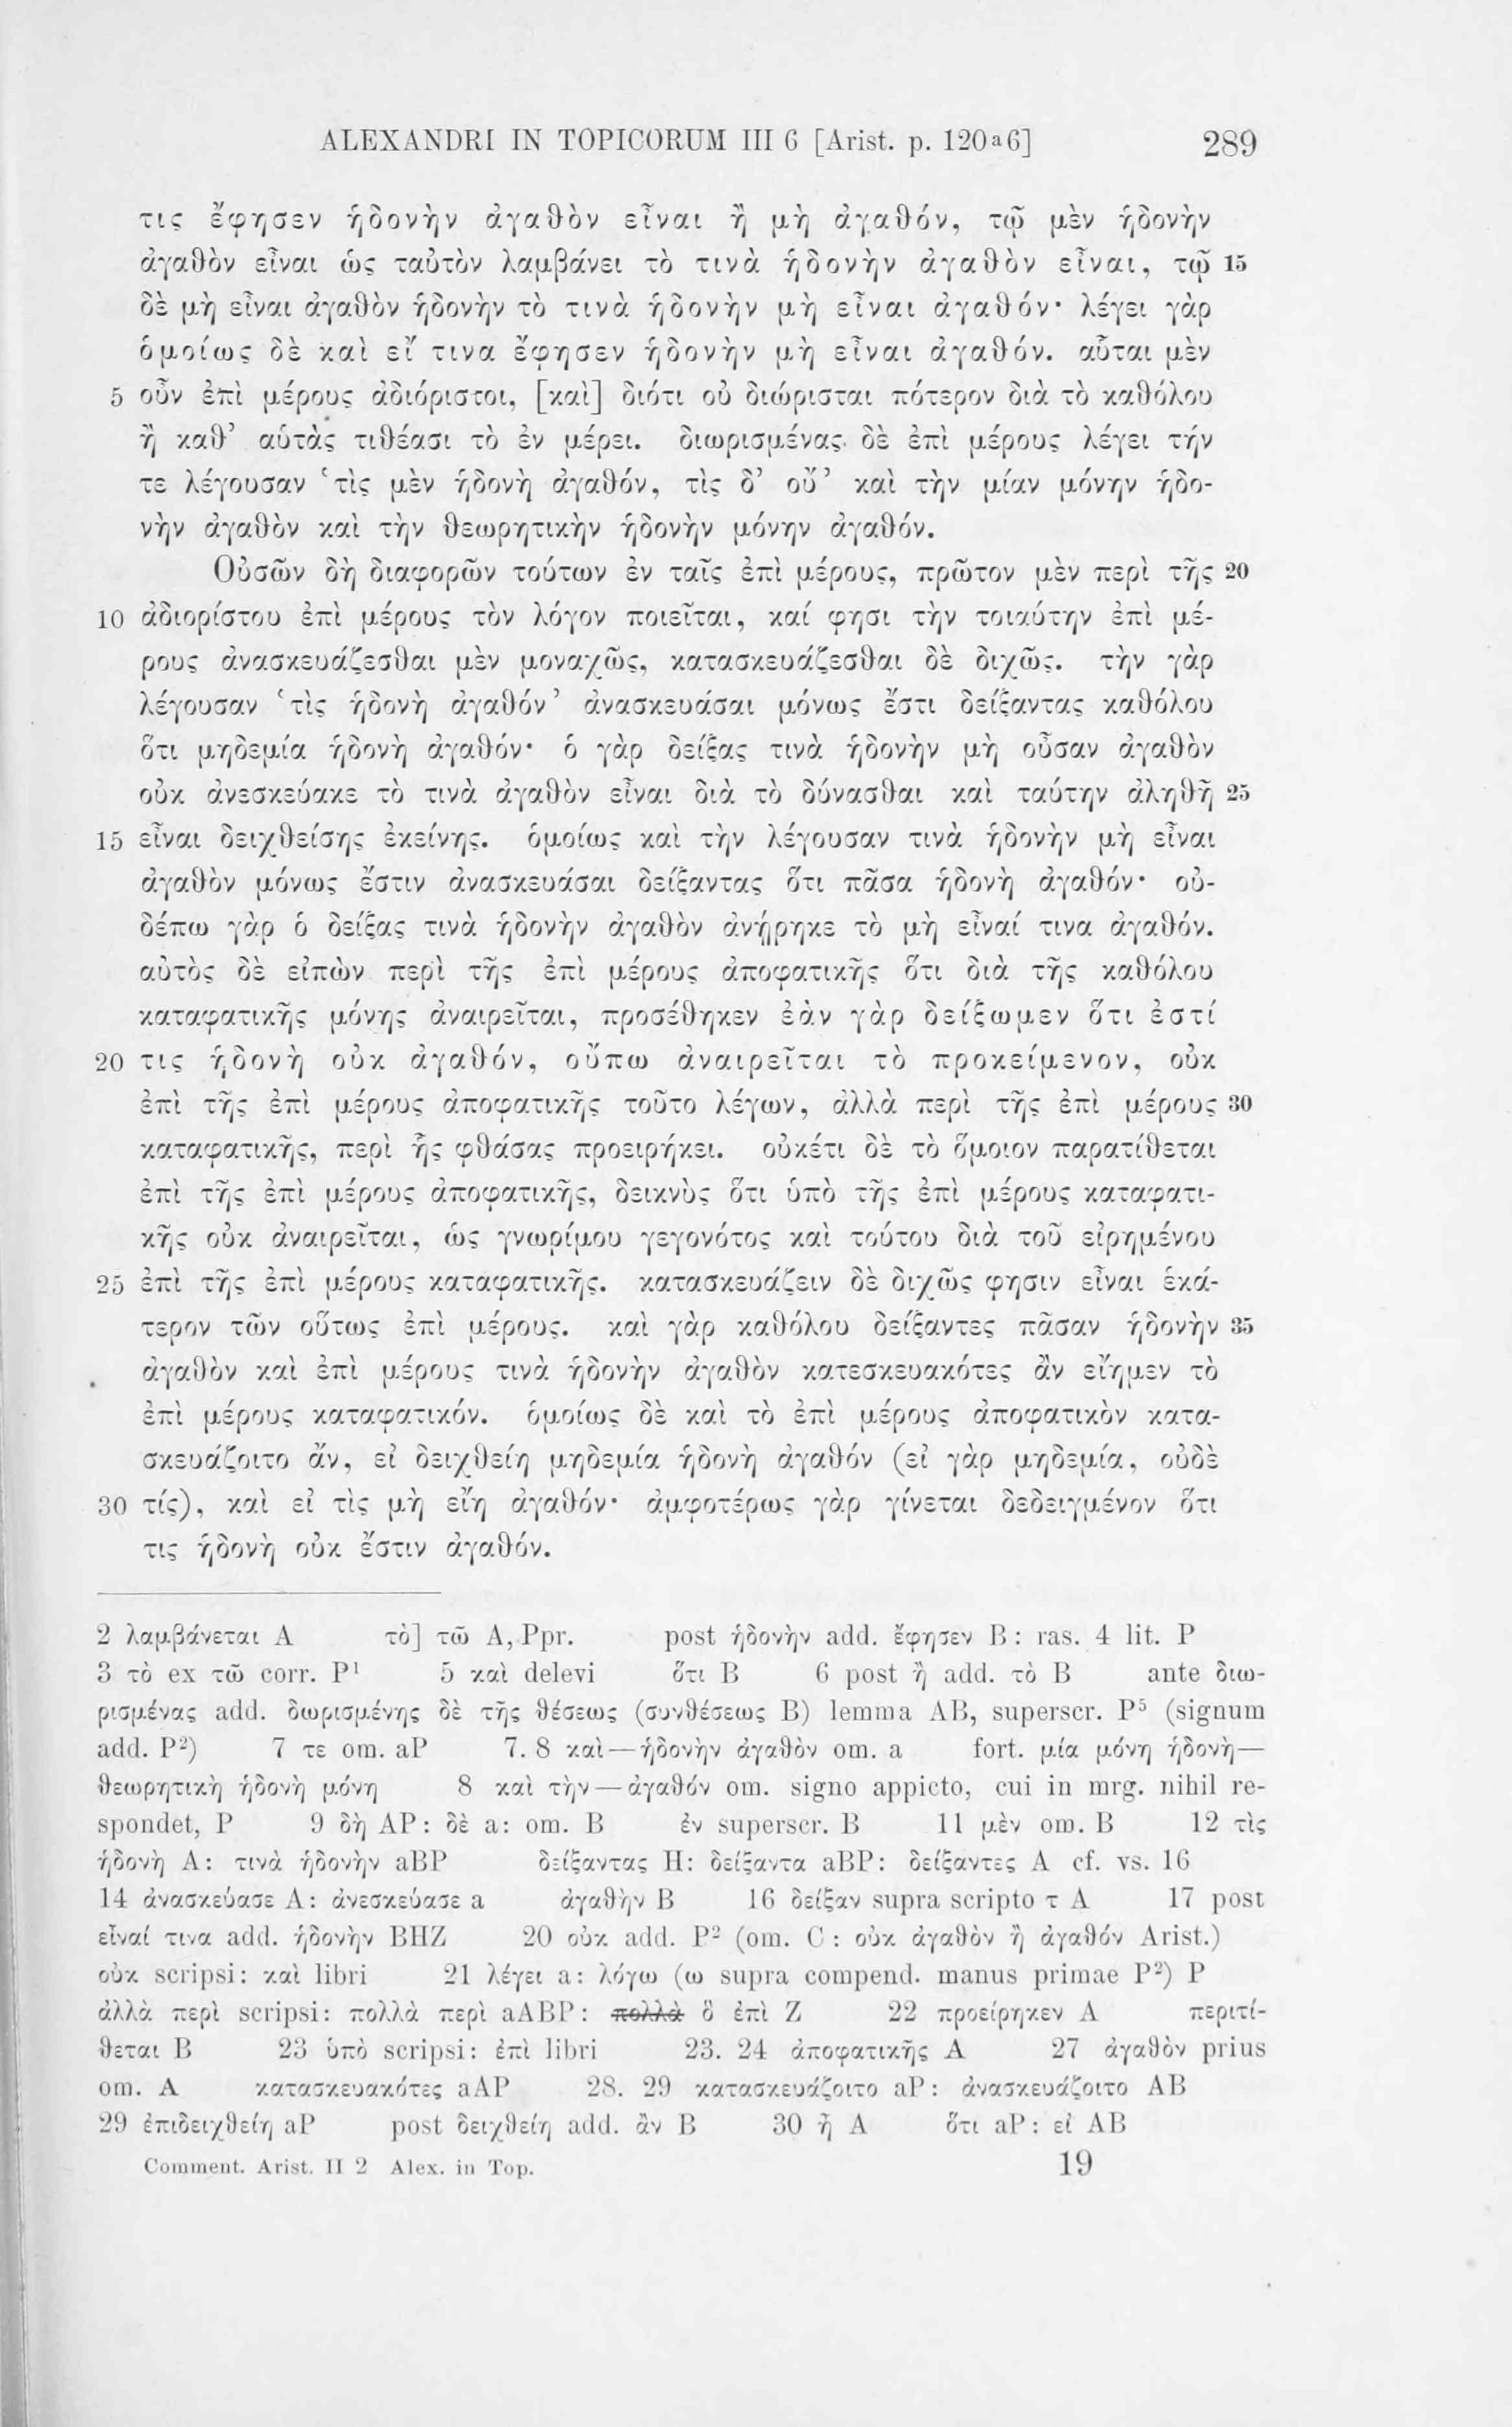 ALEXANDRI IN TOPICORUM III 6 [Arist. p. 120ᵃ6] 289
τις ἔφησεν ἡδονὴν ἀγαθὸν εἶναι ἢ μὴ ἀγαθόν, τῷ μὲν ἡδονὴν
ἀγαθὸν εἶναι ὡς ταὐτὸν λαμβάνει τὸ τινὰ ἡδονὴν ἀγαθὸν εἶναι, τῷ 15
δὲ μὴ εἶναι ἀγαθὸν ἡδονὴν τὸ τινὰ ἡδονὴν μὴ εἶναι ἀγαθόν· λέγει γὰρ
ὁμοίως δὲ καὶ εἴ τινα ἔφησεν ἡδονὴν μὴ εἶναι ἀγαθόν. αὗται μὲν
5 οὖν ἐπὶ μέρους ἀδιόριστοι, [καὶ] διότι οὐ διώρισται πότερον διὰ τὸ καθόλου
ἢ καθ’ αὑτὰς τιθέασι τὸ ἐν μέρει. διωρισμένας δὲ ἐπὶ μέρους λέγει τήν
τε λέγουσαν ‘τὶς μὲν ἡδονὴ ἀγαθόν, τὶς δ’ οὔ’ καὶ τὴν μίαν μόνην ἡδο-
νὴν ἀγαθὸν καὶ τὴν θεωρητικὴν ἡδονὴν μόνην ἀγαθόν.
Οὐσῶν δὴ διαφορῶν τούτων ἐν ταῖς ἐπὶ μέρους, πρῶτον μὲν περὶ τῆς 20
10 ἀδιορίστου ἐπὶ μέρους τὸν λόγον ποιεῖται, καί φησι τὴν τοιαύτην ἐπὶ μέ-
ρους ἀνασκευάζεσθαι μὲν μοναχῶς, κατασκευάζεσθαι δὲ διχῶς. τὴν γὰρ
λέγουσαν ‘τὶς ἡδονὴ ἀγαθόν’ ἀνασκευάσαι μόνως ἔστι δείξαντας καθόλου
ὅτι μηδεμία ἡδονὴ ἀγαθόν· ὁ γὰρ δείξας τινὰ ἡδονὴν μὴ οὖσαν ἀγαθὸν
οὐκ ἀνεσκεύακε τὸ τινὰ ἀγαθὸν εἶναι διὰ τὸ δύνασθαι καὶ ταύτην ἀληθῆ 25
15 εἶναι δειχθείσης ἐκείνης. ὁμοίως καὶ τὴν λέγουσαν τινὰ ἡδονὴν μὴ εἶναι
ἀγαθὸν μόνως ἔστιν ἀνασκευάσαι δείξαντας ὅτι πᾶσα ἡδονὴ ἀγαθόν· οὐ-
δέπω γὰρ ὁ δείξας τινὰ ἡδονὴν ἀγαθὸν ἀνῄρηκε τὸ μὴ εἶναί τινα ἀγαθόν.
αὐτὸς δὲ εἰπὼν περὶ τῆς ἐπὶ μέρους ἀποφατικῆς ὅτι διὰ τῆς καθόλου
καταφατικῆς μόνης ἀναιρεῖται, προσέθηκεν ἐὰν γὰρ δείξωμεν ὅτι ἐστί
20 τις ἡδονὴ οὐκ ἀγαθόν, οὔπω ἀναιρεῖται τὸ προκείμενον, οὐκ
ἐπὶ τῆς ἐπὶ μέρους ἀποφατικῆς τοῦτο λέγων, ἀλλὰ περὶ τῆς ἐπὶ μέρους 30
καταφατικῆς, περὶ ἧς φθάσας προειρήκει. οὐκέτι δὲ τὸ ὅμοιον παρατίθεται
ἐπὶ τῆς ἐπὶ μέρους ἀποφατικῆς, δεικνὺς ὅτι ὑπὸ τῆς ἐπὶ μέρους καταφατι-
κῆς οὐκ ἀναιρεῖται, ὡς γνωρίμου γεγονότος καὶ τούτου διὰ τοῦ εἰρημένου
25 ἐπὶ τῆς ἐπὶ μέρους καταφατικῆς. κατασκευάζειν δὲ διχῶς φησιν εἶναι ἑκά-
τερον τῶν οὕτως ἐπὶ μέρους. καὶ γὰρ καθόλου δείξαντες πᾶσαν ἡδονὴν 35
ἀγαθὸν καὶ ἐπὶ μέρους τινὰ ἡδονὴν ἀγαθὸν κατεσκευακότες ἂν εἴημεν τὸ
ἐπὶ μέρους καταφατικόν. ὁμοίως δὲ καὶ τὸ ἐπὶ μέρους ἀποφατικὸν κατα-
σκευάζοιτο ἄν, εἰ δειχθείη μηδεμία ἡδονὴ ἀγαθόν (εἰ γὰρ μηδεμία, οὐδὲ
30 τίς), καὶ εἰ τὶς μὴ εἴη ἀγαθόν· ἀμφοτέρως γὰρ γίνεται δεδειγμένον ὅτι
τις ἡδονὴ οὐκ ἔστιν ἀγαθόν.
2 λαμβάνεται A τὸ] τῶ A, Ppr. post ἡδονὴν add. ἔφησεν B: ras. 4 lit. P
3 τὸ ex τῶ corr. P¹ 5 καὶ delevi ὅτι B 6 post ἢ add. τὸ B ante διω-
ρισμένας add. δωρισμένης δὲ τῆς θέσεως (συνθέσεως B) lemma AB, superscr. P⁵ (signum
add. P²) 7 τε om. aP 7. 8 καὶ—ἡδονὴν ἀγαθὸν om. a fort. μία μόνη ἡδονὴ—
θεωρητικὴ ἡδονὴ μόνη 8 καὶ τὴν—ἀγαθόν om. signo appicto, cui in mrg. nihil re-
spondet, P 9 δὴ AP: δὲ a: om. B ἐν superscr. B 11 μὲν om. B 12 τὶς
ἡδονὴ A: τινὰ ἡδονὴν aBP δείξαντας H: δείξαντα aBP: δείξαντες A cf. vs. 16
14 ἀνασκεύασε A: ἀνεσκεύασε a ἀγαθὴν B 16 δείξαν supra scripto τ A 17 post
εἶναί τινα add. ἡδονὴν BHZ 20 οὐκ add. P² (om. C: οὐκ ἀγαθὸν ἢ ἀγαθόν Arist.)
οὐκ scripsi: καὶ libri 21 λέγει a: λόγω (ω supra compend. manus primae P²) P
ἀλλὰ περὶ scripsi: πολλὰ περὶ aABP: πολλὰ ὃ ἐπὶ Z 22 προείρηκεν A περιτί-
θεται B 23 ὑπὸ scripsi: ἐπὶ libri 23. 24 ἀποφατικῆς A 27 ἀγαθὸν prius
om. A κατασκευακότες aAP 28. 29 κατασκευάζοιτο aP: ἀνασκευάζοιτο AB
29 ἐπιδειχθείη aP post δειχθείη add. ἂν B 30 ἦ A ὅτι aP: εἰ AB
Comment. Arist. II 2 Alex. in Top. 19